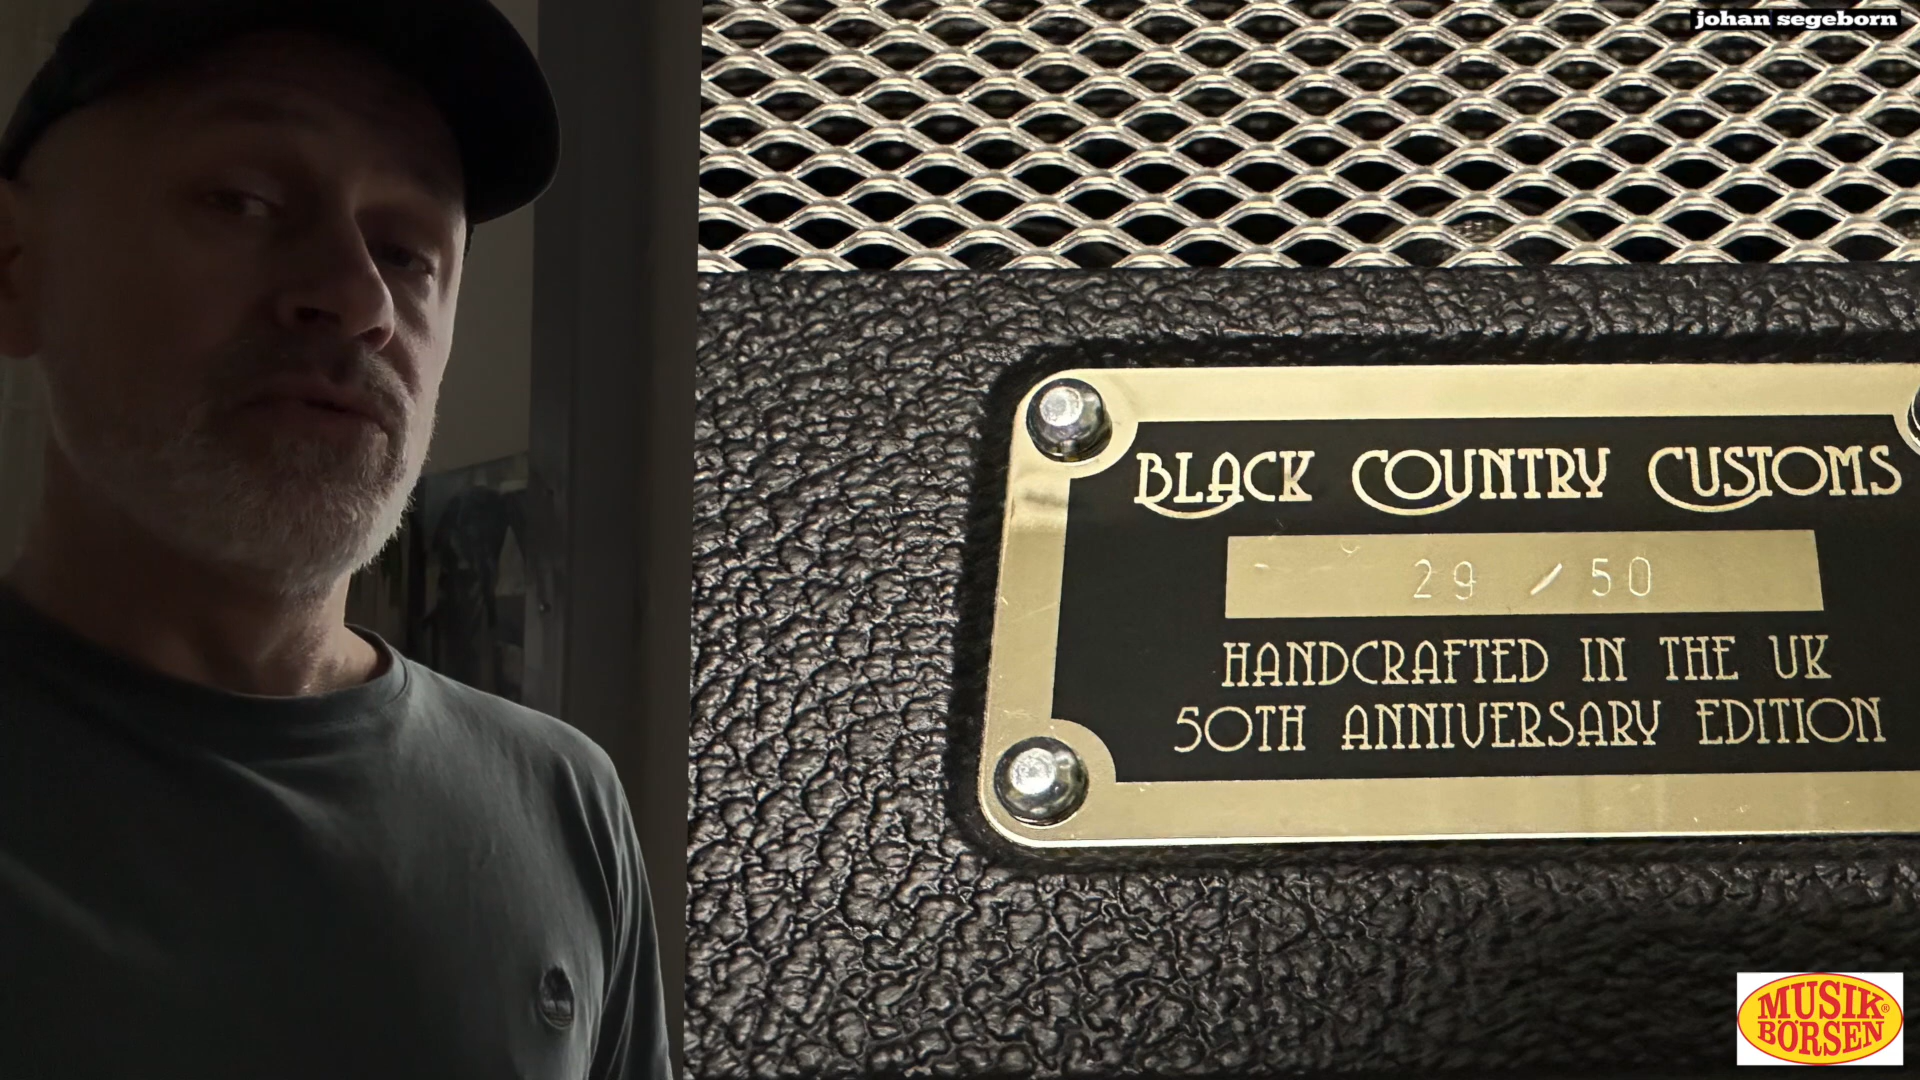 johan segeborn
BLACK COUNTRY CUSTOMS
29 / 50
HANDCRAFTED IN THE UK
50TH ANNIVERSARY EDITION
MUSIK®
BÖRSEN